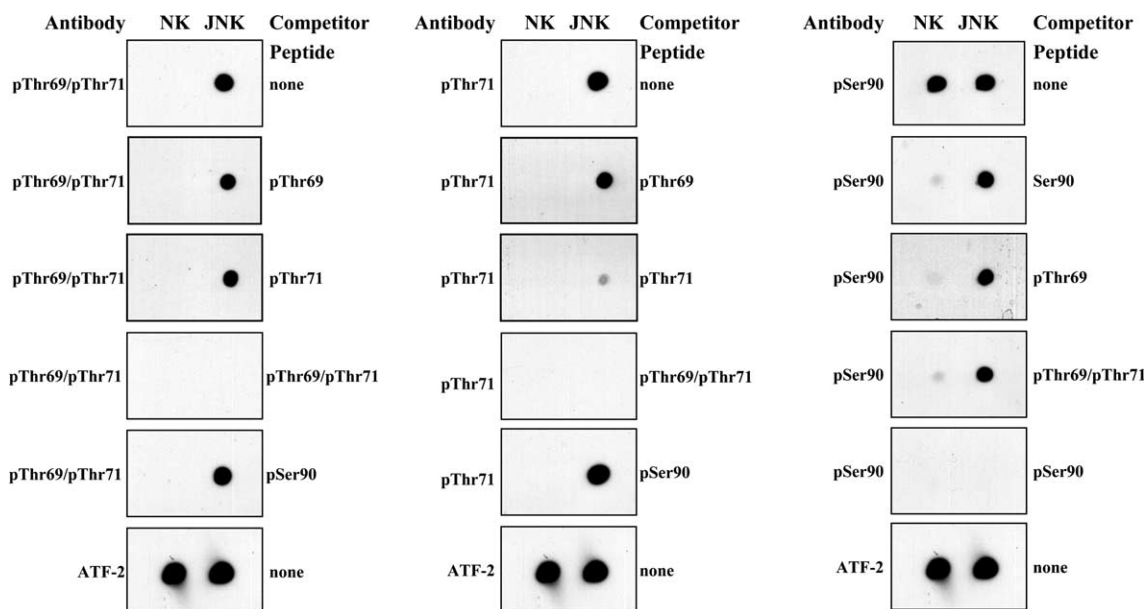 Antibody NK JNK Competitor
Peptide
pThr69/pThr71 none
pThr69/pThr71 pThr69
pThr69/pThr71 pThr71
pThr69/pThr71 pThr69/pThr71
pThr69/pThr71 pSer90
ATF-2 none
Antibody NK JNK Competitor
Peptide
pThr71 none
pThr71 pThr69
pThr71 pThr71
pThr71 pThr69/pThr71
pThr71 pSer90
ATF-2 none
Antibody NK JNK Competitor
Peptide
pSer90 none
pSer90 Ser90
pSer90 pThr69
pSer90 pThr69/pThr71
pSer90 pSer90
ATF-2 none